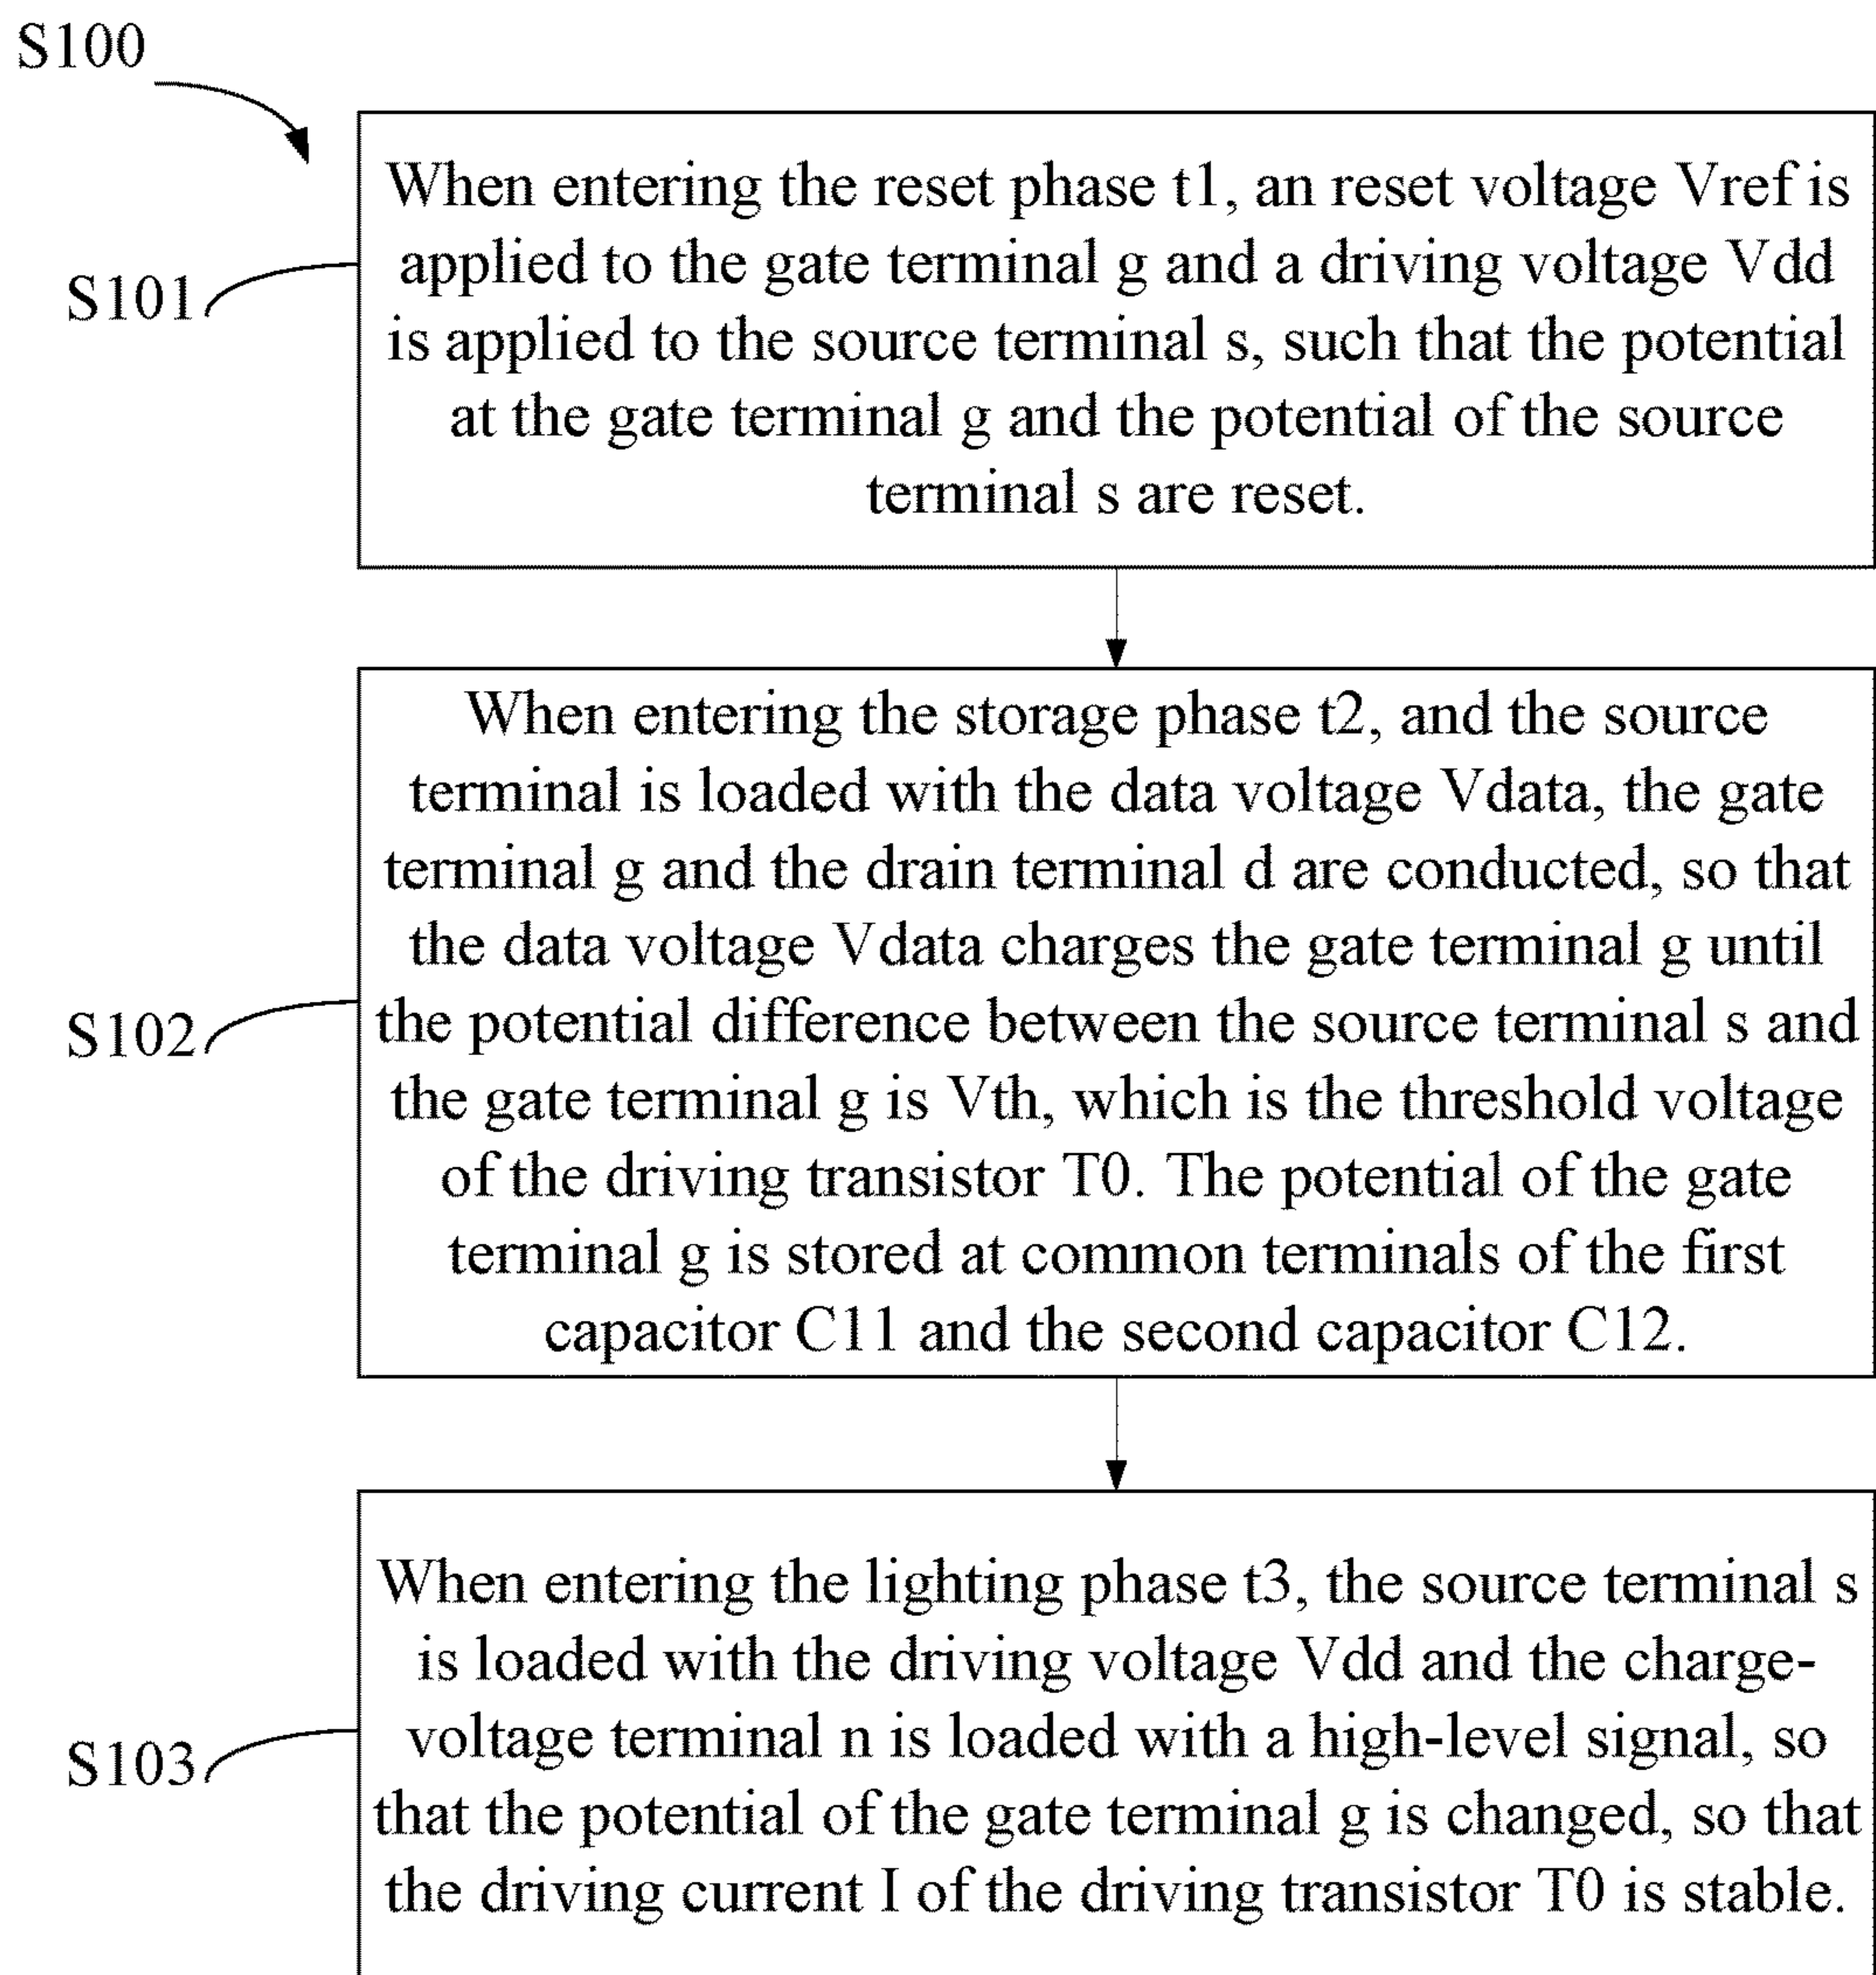 S100
When entering the reset phase t1, an reset voltage Vref is
applied to the gate terminal g and a driving voltage Vdd
is applied to the source terminal s, such that the potential
at the gate terminal g and the potential of the source
terminal s are reset.
S101
When entering the storage phase t2, and the source
terminal is loaded with the data voltage Vdata, the gate
terminal g and the drain terminal d are conducted, so that
the data voltage Vdata charges the gate terminal g until
the potential difference between the source terminal s and
the gate terminal g is Vth, which is the threshold voltage
of the driving transistor T0. The potential of the gate
terminal g is stored at common terminals of the first
capacitor C11 and the second capacitor C12.
S102
When entering the lighting phase t3, the source terminal s
is loaded with the driving voltage Vdd and the charge-
voltage terminal n is loaded with a high-level signal, so
that the potential of the gate terminal g is changed, so that
the driving current I of the driving transistor T0 is stable.
S103